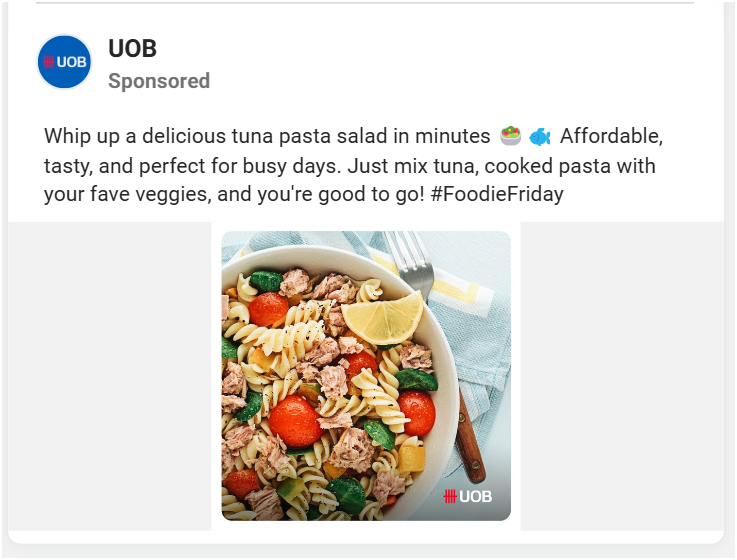 UOB
UOB
Sponsored
Whip up a delicious tuna pasta salad in minutes 🥗 🐟 Affordable,
tasty, and perfect for busy days. Just mix tuna, cooked pasta with
your fave veggies, and you're good to go! #FoodieFriday
UOB